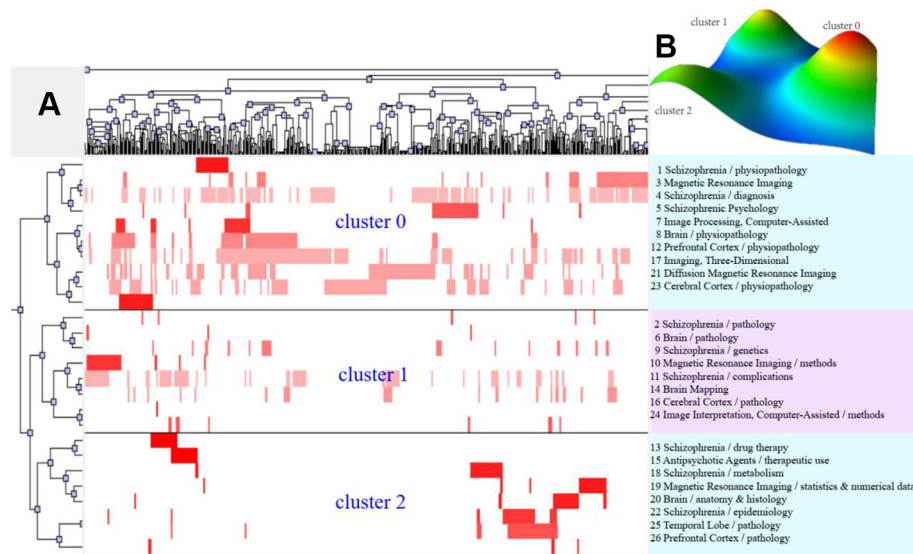 A
B
cluster 1
cluster 0
cluster 2
cluster 0
1 Schizophrenia / physiopathology
3 Magnetic Resonance Imaging
4 Schizophrenia / diagnosis
5 Schizophrenic Psychology
7 Image Processing, Computer-Assisted
8 Brain / physiopathology
12 Prefrontal Cortex / physiopathology
17 Imaging, Three-Dimensional
21 Diffusion Magnetic Resonance Imaging
23 Cerebral Cortex / physiopathology
cluster 1
2 Schizophrenia / pathology
6 Brain / pathology
9 Schizophrenia / genetics
10 Magnetic Resonance Imaging / methods
11 Schizophrenia / complications
14 Brain Mapping
16 Cerebral Cortex / pathology
24 Image Interpretation, Computer-Assisted / methods
cluster 2
13 Schizophrenia / drug therapy
15 Antipsychotic Agents / therapeutic use
18 Schizophrenia / metabolism
19 Magnetic Resonance Imaging / statistics & numerical data
20 Brain / anatomy & histology
22 Schizophrenia / epidemiology
25 Temporal Lobe / pathology
26 Prefrontal Cortex / pathology